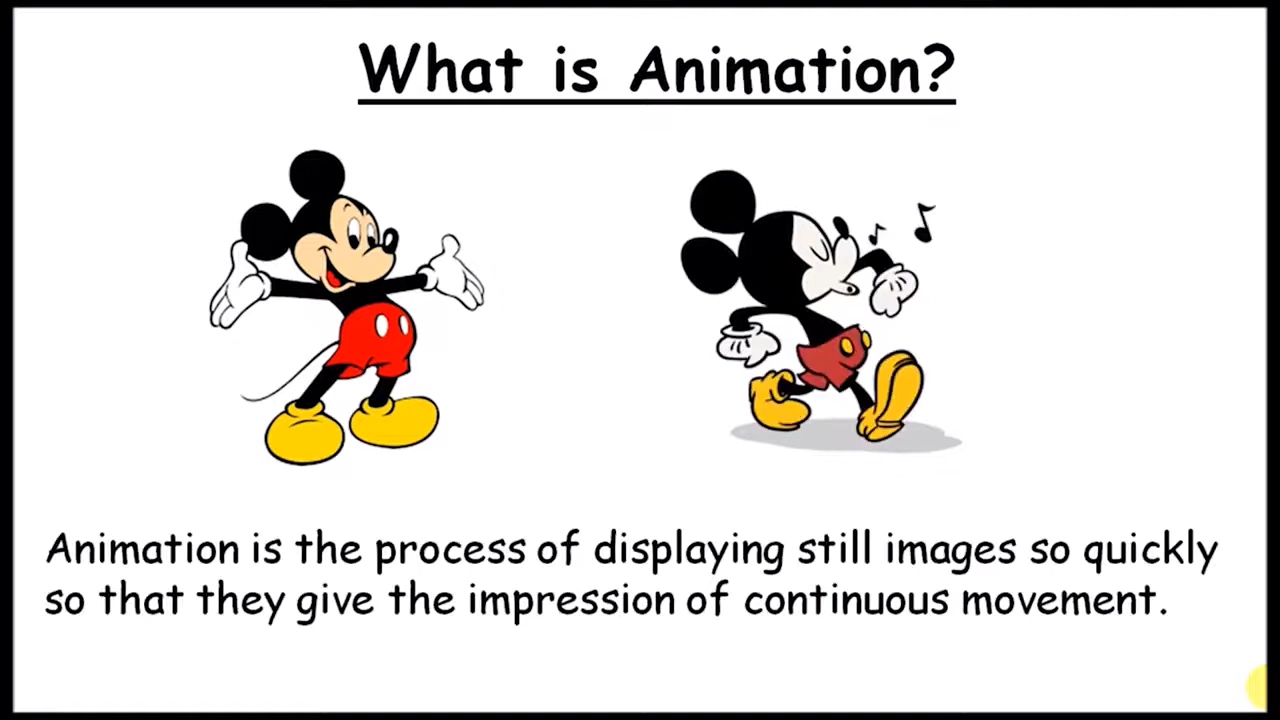 What is Animation?
Animation is the process of displaying still images so quickly
so that they give the impression of continuous movement.